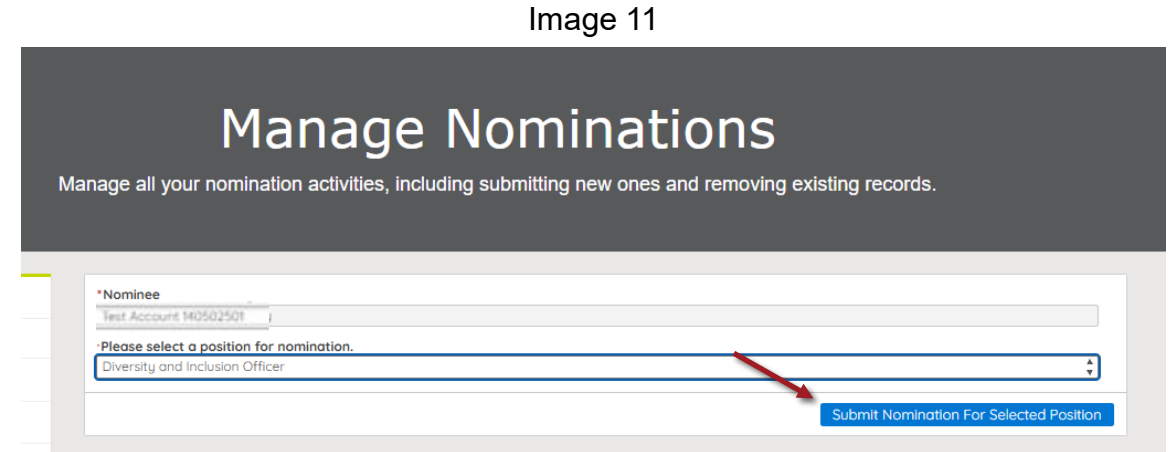 Image 11
Manage Nominations
Manage all your nomination activities, including submitting new ones and removing existing records.
*Nominee
Test Account 140502501
*Please select a position for nomination.
Diversity and Inclusion Officer
Submit Nomination For Selected Position